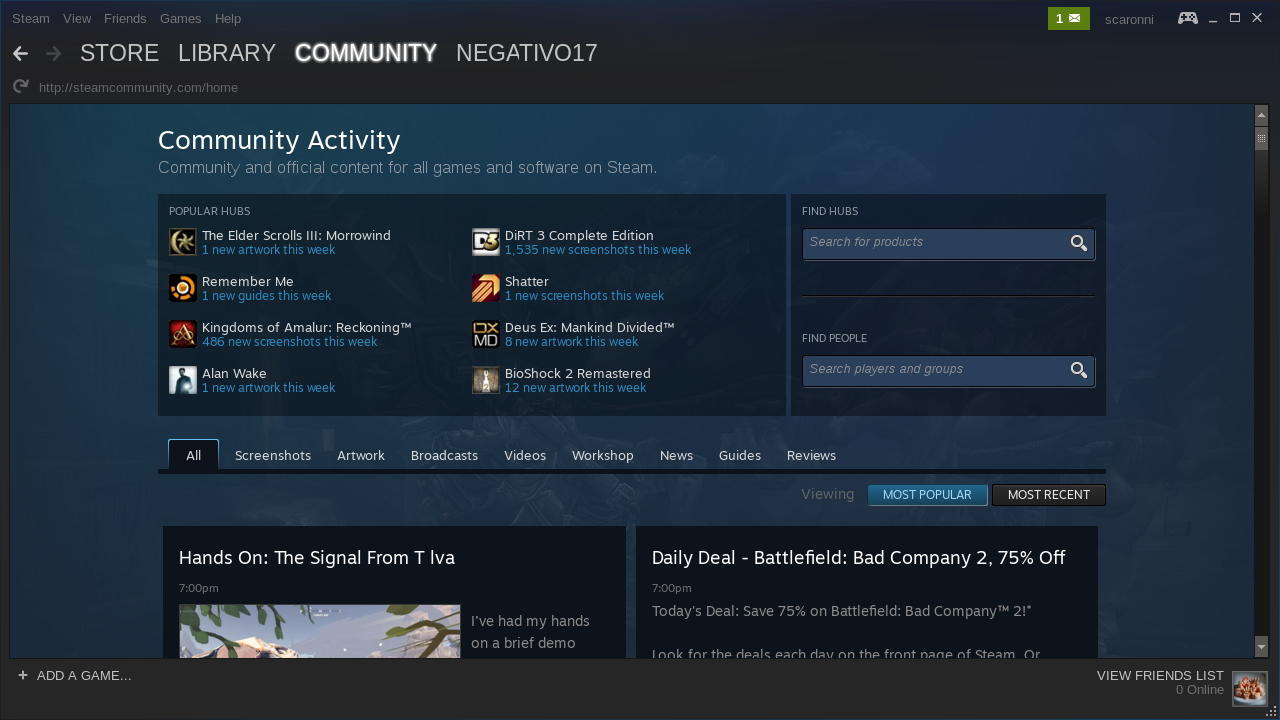 Steam View Friends Games Help 1 scaronni
STORE LIBRARY COMMUNITY NEGATIVO17
http://steamcommunity.com/home
Community Activity
Community and official content for all games and software on Steam.
POPULAR HUBS
The Elder Scrolls III: Morrowind
1 new artwork this week
DiRT 3 Complete Edition
1,535 new screenshots this week
Remember Me
1 new guides this week
Shatter
1 new screenshots this week
Kingdoms of Amalur: Reckoning™
486 new screenshots this week
Deus Ex: Mankind Divided™
8 new artwork this week
Alan Wake
1 new artwork this week
BioShock 2 Remastered
12 new artwork this week
FIND HUBS
Search for products
FIND PEOPLE
Search players and groups
All Screenshots Artwork Broadcasts Videos Workshop News Guides Reviews
Viewing MOST POPULAR MOST RECENT
Hands On: The Signal From T lva
7:00pm
I've had my hands
on a brief demo
Daily Deal - Battlefield: Bad Company 2, 75% Off
7:00pm
Today's Deal: Save 75% on Battlefield: Bad Company™ 2!*
Look for the deals each day on the front page of Steam. Or
+ ADD A GAME...
VIEW FRIENDS LIST
0 Online